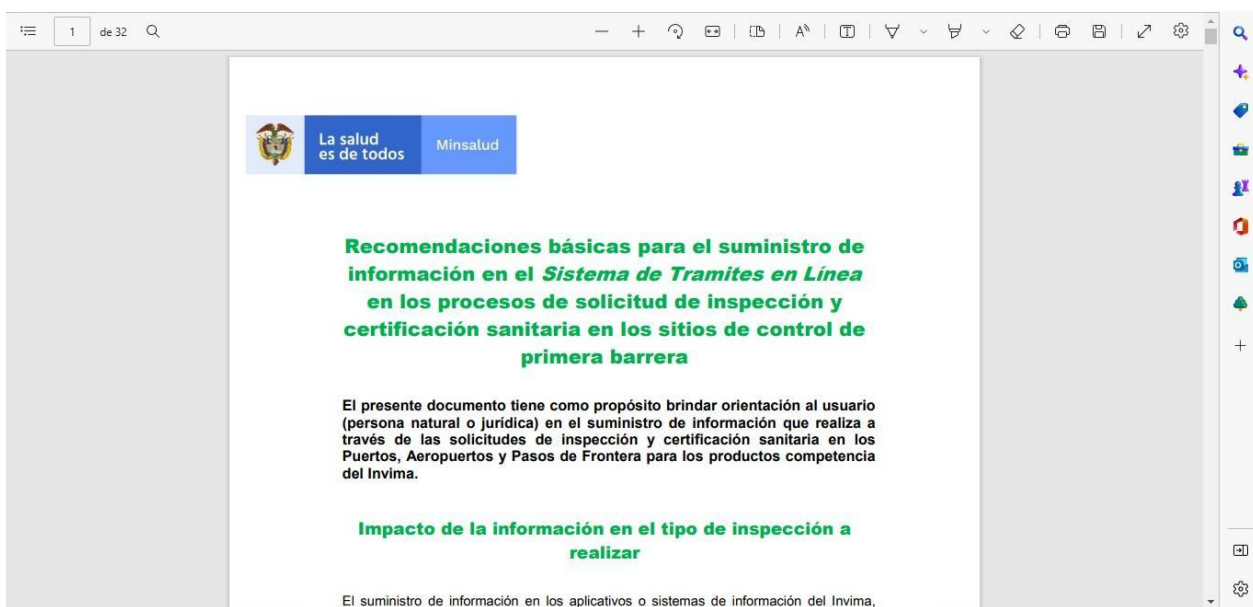 1 de 32
La salud
es de todos
Minsalud
Recomendaciones básicas para el suministro de
información en el Sistema de Tramites en Línea
en los procesos de solicitud de inspección y
certificación sanitaria en los sitios de control de
primera barrera
El presente documento tiene como propósito brindar orientación al usuario
(persona natural o jurídica) en el suministro de información que realiza a
través de las solicitudes de inspección y certificación sanitaria en los
Puertos, Aeropuertos y Pasos de Frontera para los productos competencia
del Invima.
Impacto de la información en el tipo de inspección a
realizar
El suministro de información en los aplicativos o sistemas de información del Invima,